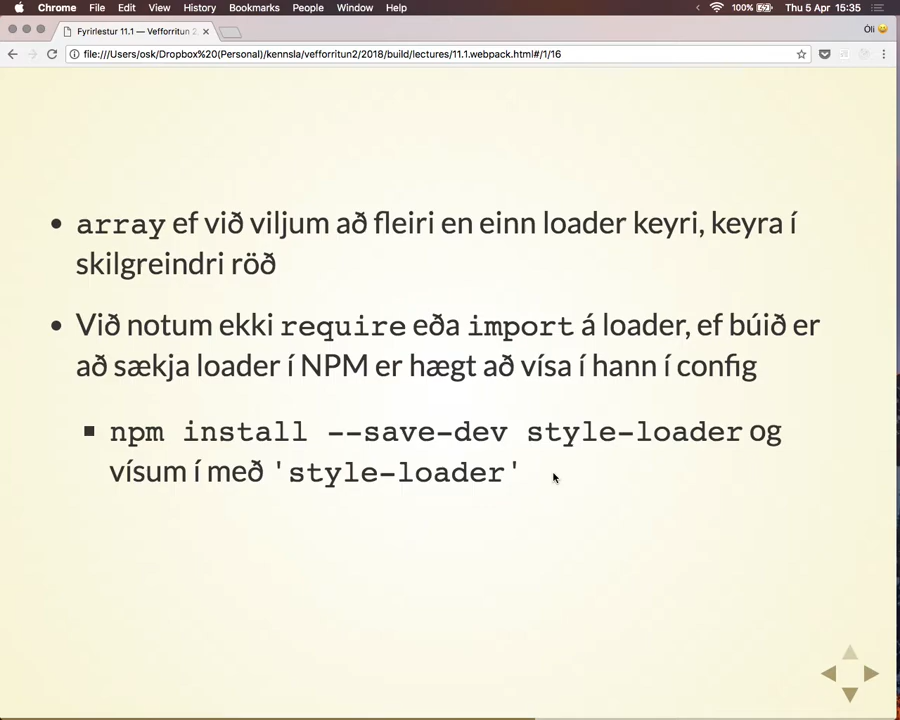 Chrome File Edit View History Bookmarks People Window Help 100% Thu 5 Apr 15:35
Fyrirlestur 11.1 — Vefforritun 2 Óli
file:///Users/osk/Dropbox%20(Personal)/kennsla/vefforritun2/2018/build/lectures/11.1.webpack.html#/1/16
• array ef við viljum að fleiri en einn loader keyri, keyra í
skilgreindri röð
• Við notum ekki require eða import á loader, ef búið er
að sækja loader í NPM er hægt að vísa í hann í config
▪ npm install --save-dev style-loader og
vísum í með 'style-loader'